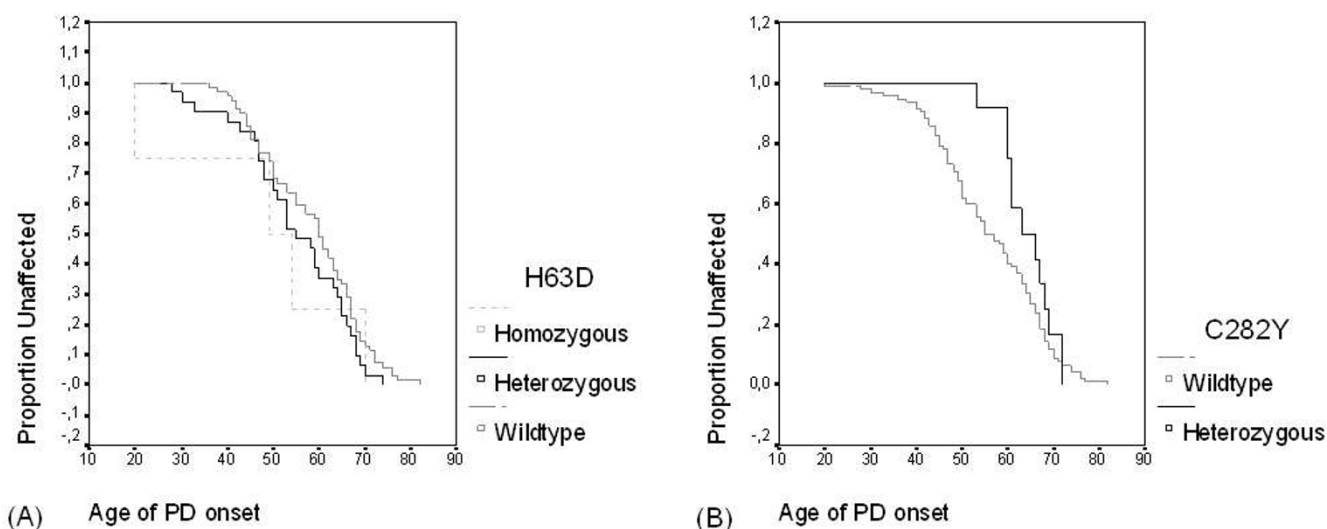 1,2
1,1
1,0
,9
,8
,7
,6
,5
,4
,3
,2
,1
-,0
-,1
-,2
Proportion Unaffected
10 20 30 40 50 60 70 80 90
(A) Age of PD onset
H63D
Homozygous
Heterozygous
Wildtype
1,2
1,0
,8
,6
,4
,2
0,0
-,2
Proportion Unaffected
10 20 30 40 50 60 70 80 90
(B) Age of PD onset
C282Y
Wildtype
Heterozygous